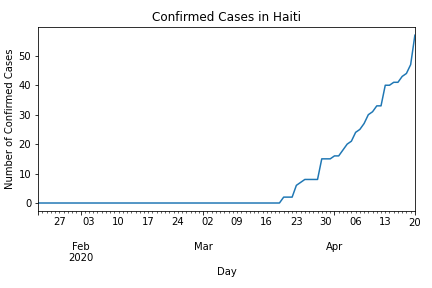 Confirmed Cases in Haiti
Number of Confirmed Cases
50
40
30
20
10
0
27 03 10 17 24 02 09 16 23 30 06 13 20
Feb Mar Apr
2020
Day